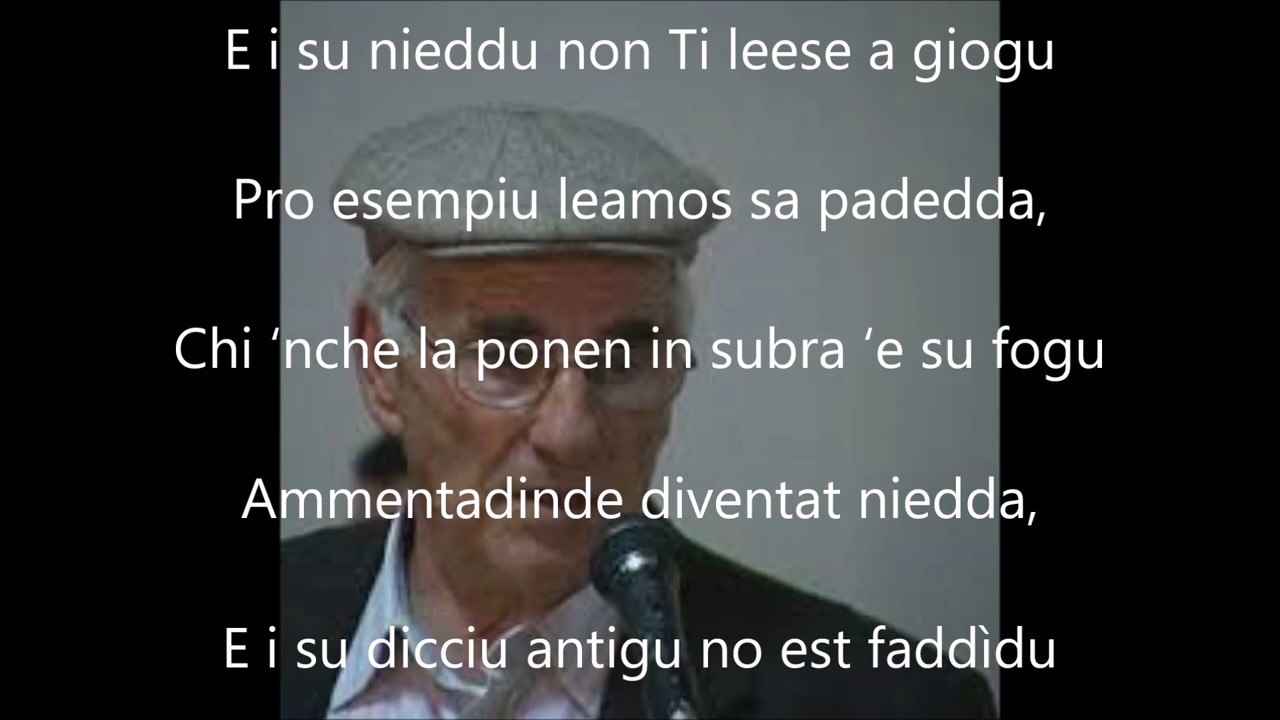 E i su nieddu non Ti leese a giogu
Pro esempiu leamos sa padedda,
Chi ‘nche la ponen in subra ‘e su fogu
Ammentadinde diventat niedda,
E i su dicciu antigu no est faddìdu